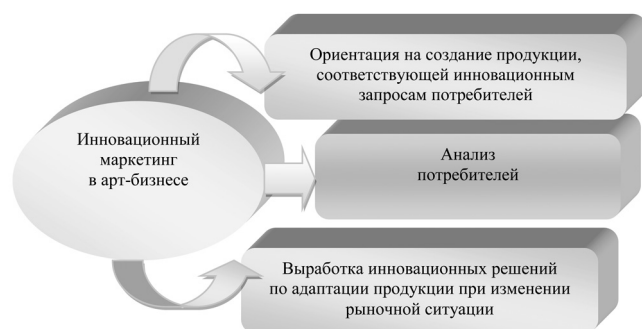 Инновационный
маркетинг
в арт-бизнесе
Ориентация на создание продукции,
соответствующей инновационным
запросам потребителей
Анализ
потребителей
Выработка инновационных решений
по адаптации продукции при изменении
рыночной ситуации